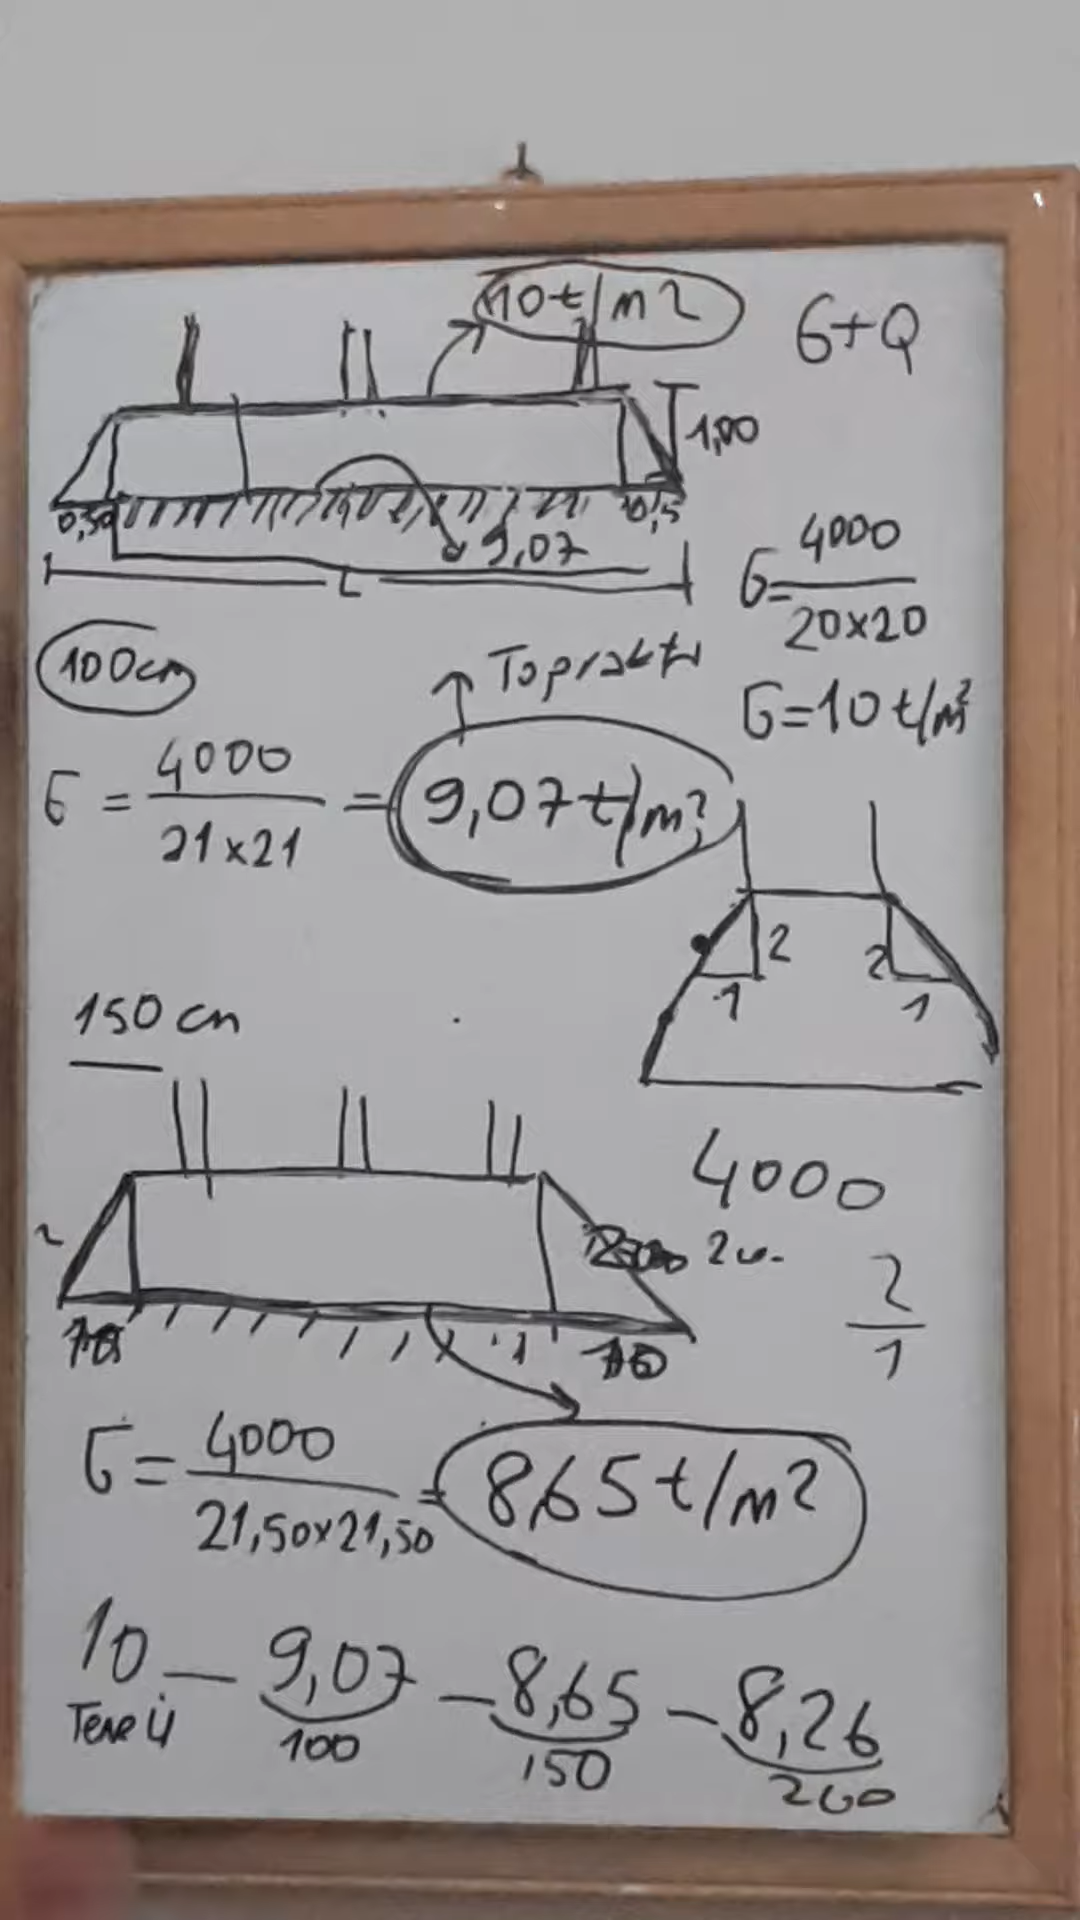 10 t/m2
G+Q
1,00
0,50
0,5
9,07
L
G= 4000
20x20
100cm
Topraktı
G=10 t/m²
G = 4000 = 9,07 t/m²
21x21
2
2
1
1
150 cm
4000
2
1
G= 4000 = 8,65 t/m2
21,50x21,50
10 — 9,07 — 8,65 — 8,26
100
150
200